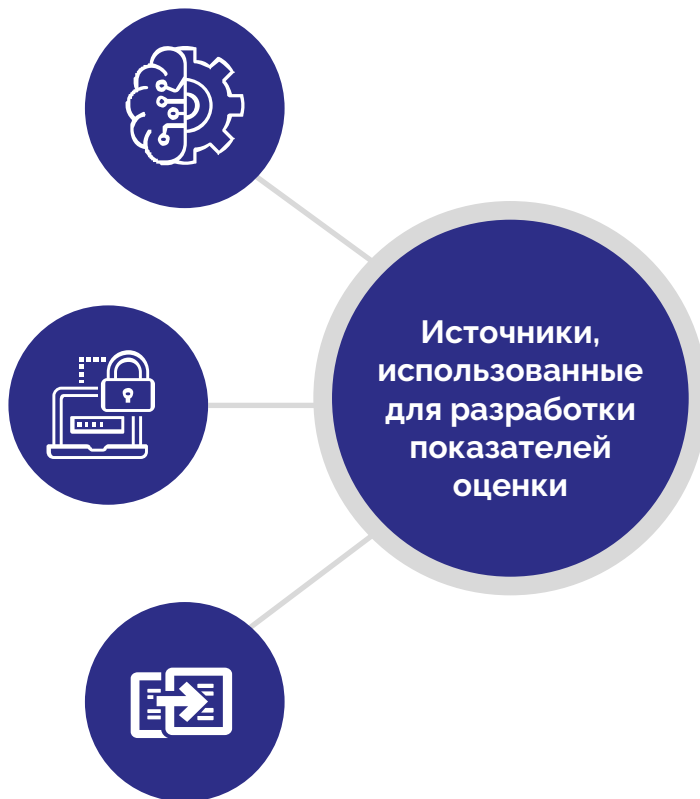 Источники,
использованные
для разработки
показателей
оценки